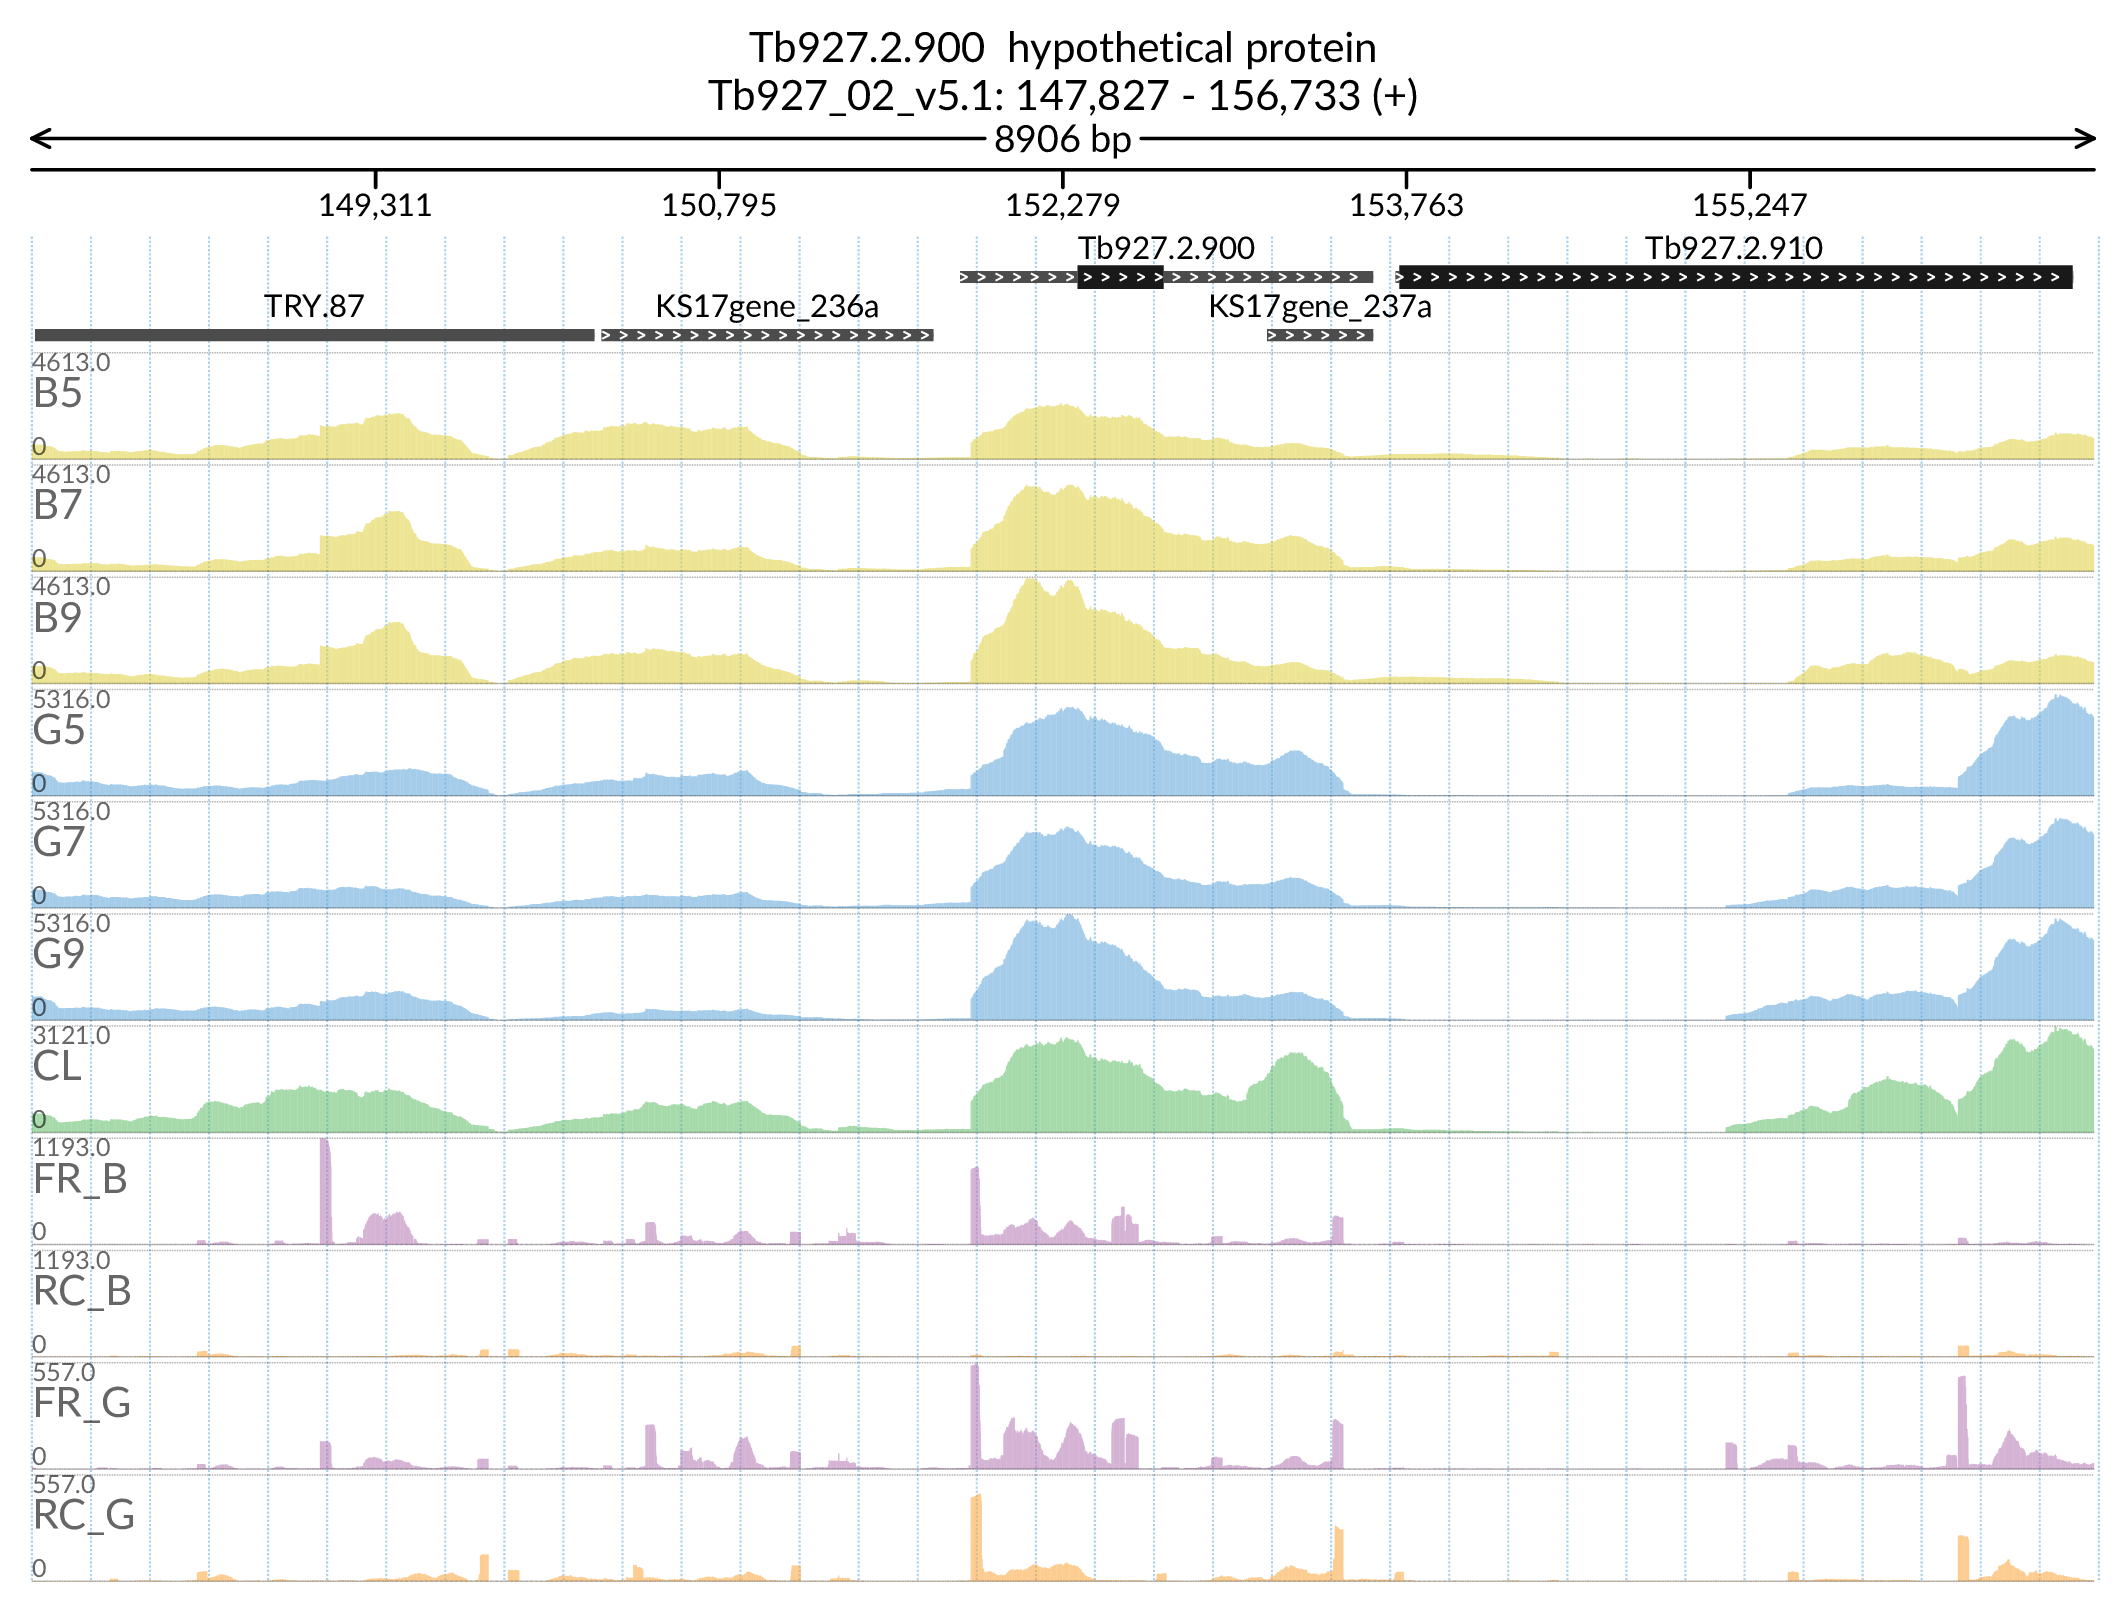 Tb927.2.900  hypothetical protein
Tb927_02_v5.1: 147,827 - 156,733 (+)
8906 bp
149,311 150,795 152,279 153,763 155,247
Tb927.2.900 Tb927.2.910
TRY.87 KS17gene_236a KS17gene_237a
4613.0
B5
0
4613.0
B7
0
4613.0
B9
0
5316.0
G5
0
5316.0
G7
0
5316.0
G9
0
3121.0
CL
0
1193.0
FR_B
0
1193.0
RC_B
0
557.0
FR_G
0
557.0
RC_G
0